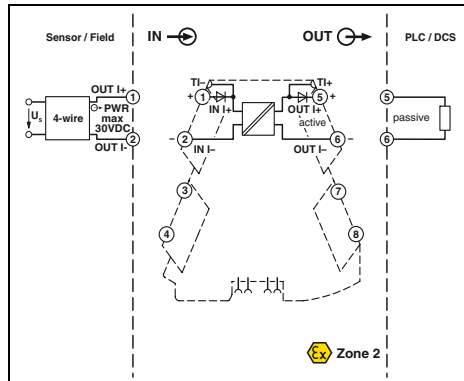 Sensor / Field
IN
OUT
PLC / DCS
OUT I+
1
PWR
max
30VDC
2
OUT I-
4-wire
Us
TI–
+
1
IN I+
–
2
IN I–
3
4
TI+
5
+
OUT I+
active
6
–
OUT I–
7
8
5
passive
6
Ex
Zone 2